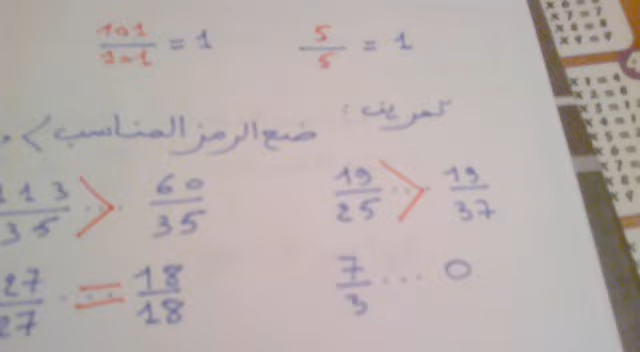 101/101 = 1    5/5 = 1
تمرين : ضع الرمز المناسب > .
113/35 > 60/35    19/25 > 19/37
27/27 = 18/18    7/3 ... 0